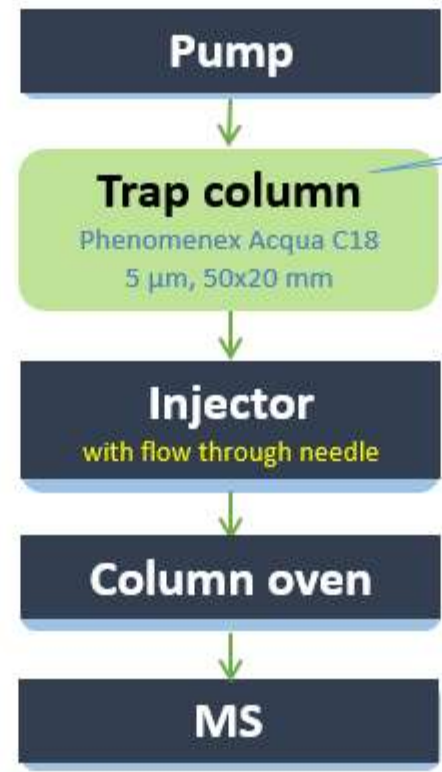 Pump
Trap column
Phenomenex Acqua C18
5 µm, 50x20 mm
Injector
with flow through needle
Column oven
MS